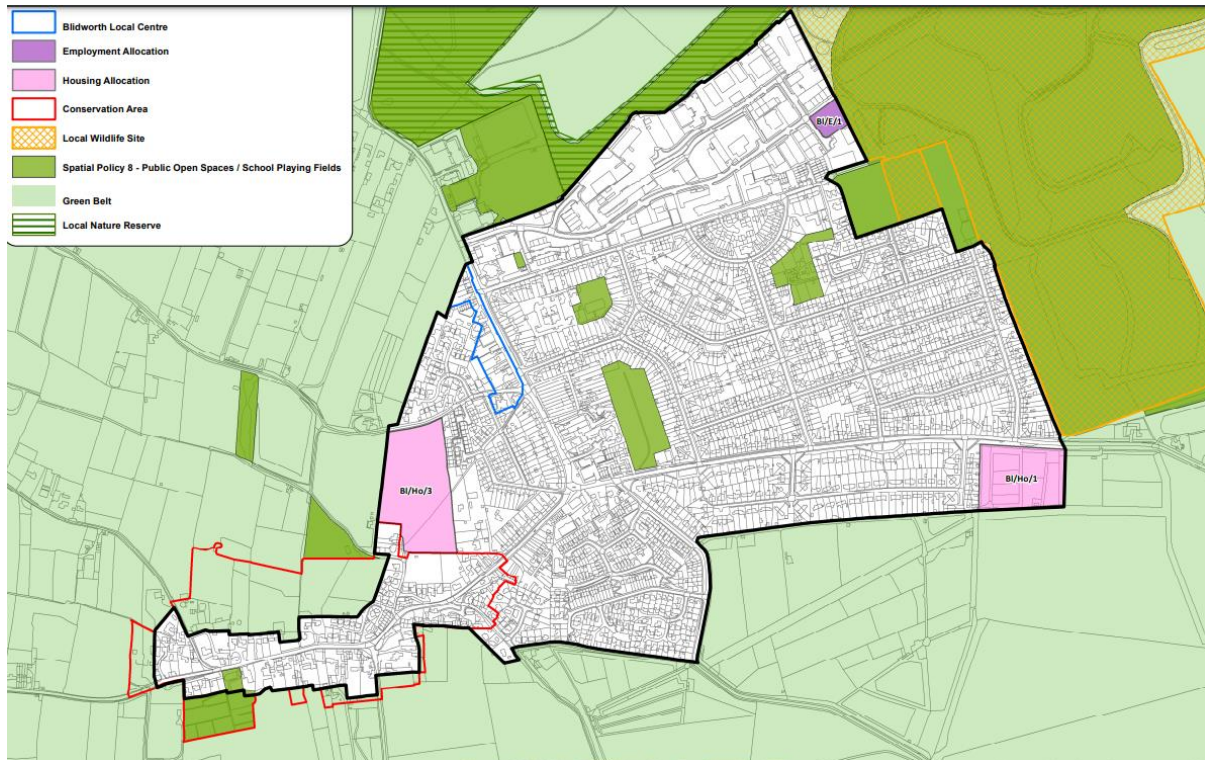 Blidworth Local Centre
Employment Allocation
Housing Allocation
Conservation Area
Local Wildlife Site
Spatial Policy 8 - Public Open Spaces / School Playing Fields
Green Belt
Local Nature Reserve
Bl/E/1
Bl/Ho/3
Bl/Ho/1